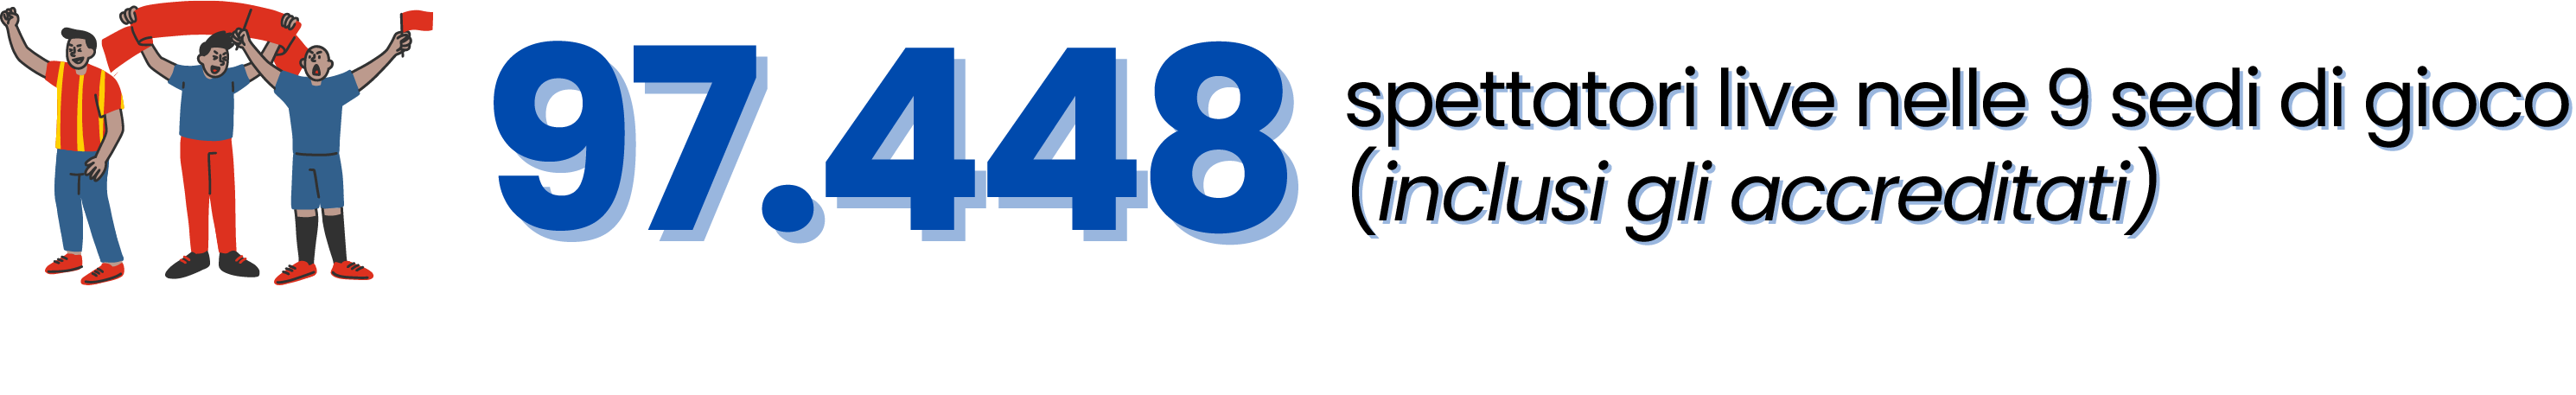 97.448
spettatori live nelle 9 sedi di gioco
(inclusi gli accreditati)